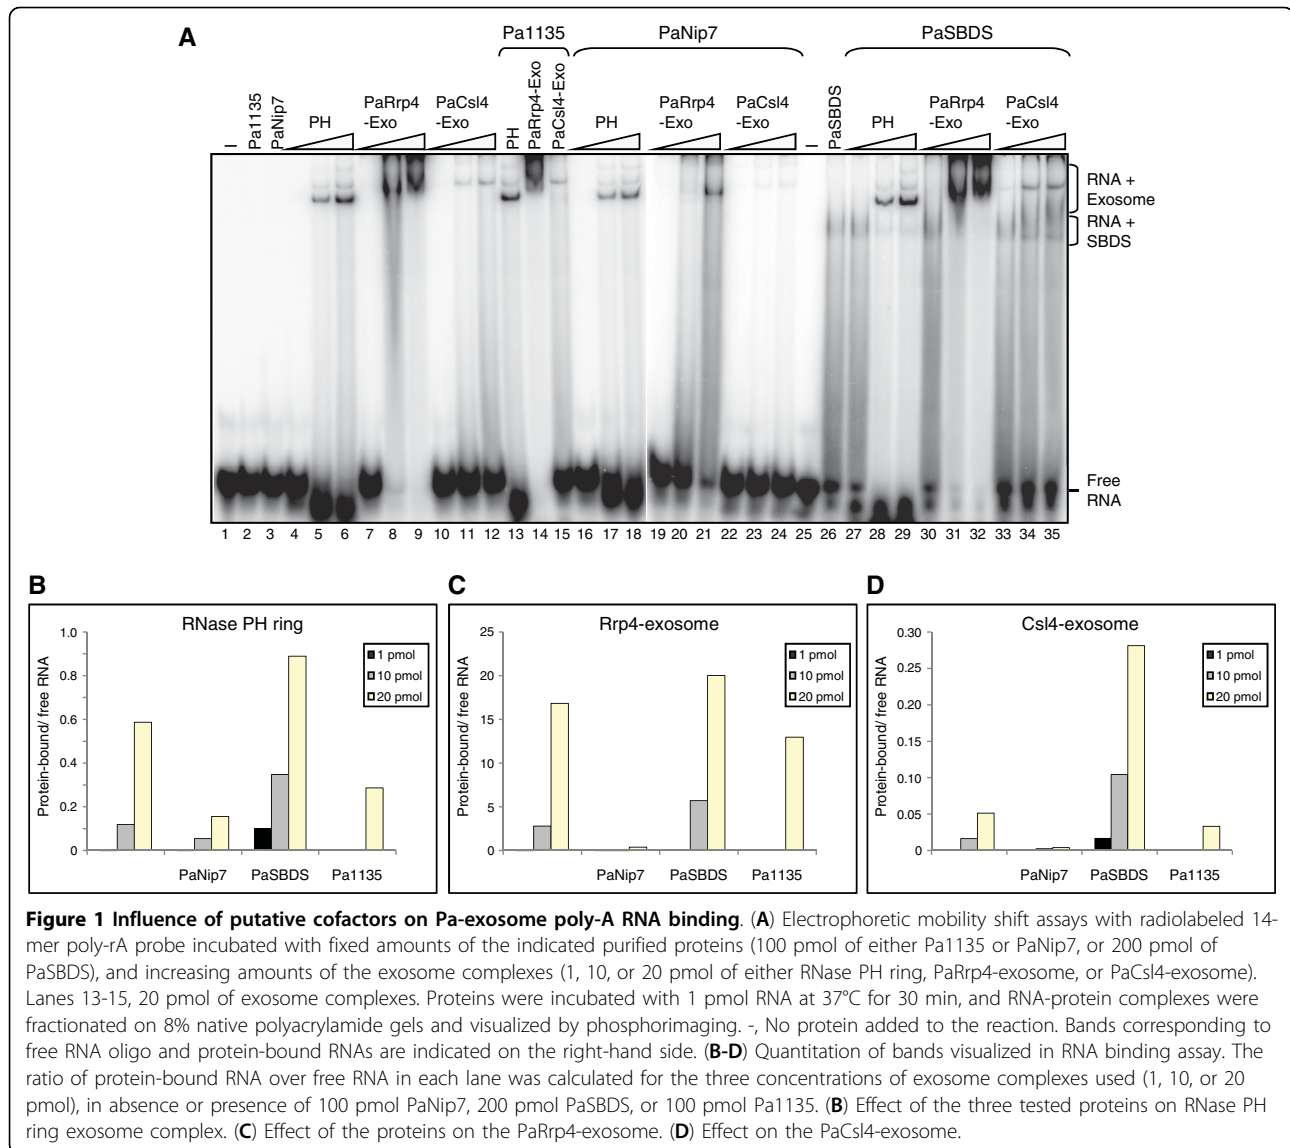 A
Pa1135
PaNip7
PaSBDS
–
Pa1135
PaNip7
PH
PaRrp4
-Exo
PaCsl4
-Exo
PH
PaRrp4-Exo
PaCsl4-Exo
PH
PaRrp4
-Exo
PaCsl4
-Exo
–
PaSBDS
PH
PaRrp4
-Exo
PaCsl4
-Exo
RNA +
Exosome
RNA +
SBDS
Free
RNA
1 2 3 4 5 6 7 8 9 10 11 12 13 14 15 16 17 18 19 20 21 22 23 24 25 26 27 28 29 30 31 32 33 34 35
B
RNase PH ring
Protein-bound/ free RNA
1.0
0.8
0.6
0.4
0.2
0
1 pmol
10 pmol
20 pmol
PaNip7 PaSBDS Pa1135
C
Rrp4-exosome
Protein-bound/ free RNA
25
20
15
10
5
0
1 pmol
10 pmol
20 pmol
PaNip7 PaSBDS Pa1135
D
Csl4-exosome
Protein-bound/ free RNA
0.30
0.25
0.20
0.15
0.10
0.05
0
1 pmol
10 pmol
20 pmol
PaNip7 PaSBDS Pa1135
Figure 1 Influence of putative cofactors on Pa-exosome poly-A RNA binding. (A) Electrophoretic mobility shift assays with radiolabeled 14-
mer poly-rA probe incubated with fixed amounts of the indicated purified proteins (100 pmol of either Pa1135 or PaNip7, or 200 pmol of
PaSBDS), and increasing amounts of the exosome complexes (1, 10, or 20 pmol of either RNase PH ring, PaRrp4-exosome, or PaCsl4-exosome).
Lanes 13-15, 20 pmol of exosome complexes. Proteins were incubated with 1 pmol RNA at 37°C for 30 min, and RNA-protein complexes were
fractionated on 8% native polyacrylamide gels and visualized by phosphorimaging. -, No protein added to the reaction. Bands corresponding to
free RNA oligo and protein-bound RNAs are indicated on the right-hand side. (B-D) Quantitation of bands visualized in RNA binding assay. The
ratio of protein-bound RNA over free RNA in each lane was calculated for the three concentrations of exosome complexes used (1, 10, or 20
pmol), in absence or presence of 100 pmol PaNip7, 200 pmol PaSBDS, or 100 pmol Pa1135. (B) Effect of the three tested proteins on RNase PH
ring exosome complex. (C) Effect of the proteins on the PaRrp4-exosome. (D) Effect on the PaCsl4-exosome.